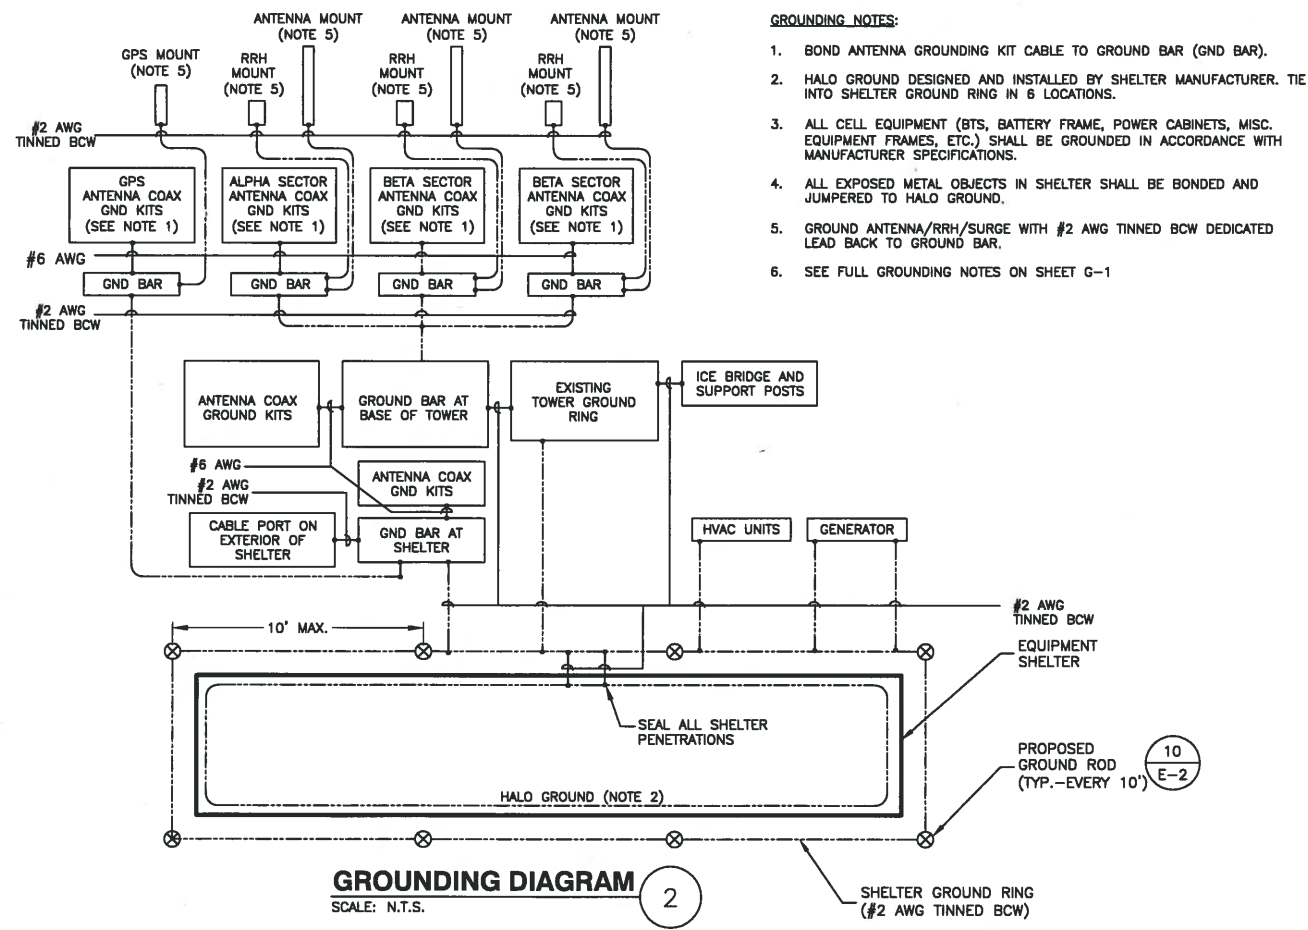 ANTENNA MOUNT
(NOTE 5)
ANTENNA MOUNT
(NOTE 5)
ANTENNA MOUNT
(NOTE 5)
GPS MOUNT
(NOTE 5)
RRH
MOUNT
(NOTE 5)
RRH
MOUNT
(NOTE 5)
RRH
MOUNT
(NOTE 5)
#2 AWG
TINNED BCW
GPS
ANTENNA COAX
GND KITS
(SEE NOTE 1)
ALPHA SECTOR
ANTENNA COAX
GND KITS
(SEE NOTE 1)
BETA SECTOR
ANTENNA COAX
GND KITS
(SEE NOTE 1)
BETA SECTOR
ANTENNA COAX
GND KITS
(SEE NOTE 1)
#6 AWG
GND BAR
GND BAR
GND BAR
GND BAR
#2 AWG
TINNED BCW
ANTENNA COAX
GROUND KITS
GROUND BAR AT
BASE OF TOWER
EXISTING
TOWER GROUND
RING
ICE BRIDGE AND
SUPPORT POSTS
#6 AWG
#2 AWG
TINNED BCW
ANTENNA COAX
GND KITS
CABLE PORT ON
EXTERIOR OF
SHELTER
GND BAR AT
SHELTER
HVAC UNITS
GENERATOR
#2 AWG
TINNED BCW
10' MAX.
EQUIPMENT
SHELTER
SEAL ALL SHELTER
PENETRATIONS
PROPOSED
GROUND ROD
(TYP.-EVERY 10')
10
E-2
HALO GROUND (NOTE 2)
SHELTER GROUND RING
(#2 AWG TINNED BCW)
GROUNDING DIAGRAM
SCALE: N.T.S.
2
GROUNDING NOTES:
1. BOND ANTENNA GROUNDING KIT CABLE TO GROUND BAR (GND BAR).
2. HALO GROUND DESIGNED AND INSTALLED BY SHELTER MANUFACTURER. TIE
INTO SHELTER GROUND RING IN 6 LOCATIONS.
3. ALL CELL EQUIPMENT (BTS, BATTERY FRAME, POWER CABINETS, MISC.
EQUIPMENT FRAMES, ETC.) SHALL BE GROUNDED IN ACCORDANCE WITH
MANUFACTURER SPECIFICATIONS.
4. ALL EXPOSED METAL OBJECTS IN SHELTER SHALL BE BONDED AND
JUMPERED TO HALO GROUND.
5. GROUND ANTENNA/RRH/SURGE WITH #2 AWG TINNED BCW DEDICATED
LEAD BACK TO GROUND BAR.
6. SEE FULL GROUNDING NOTES ON SHEET G-1